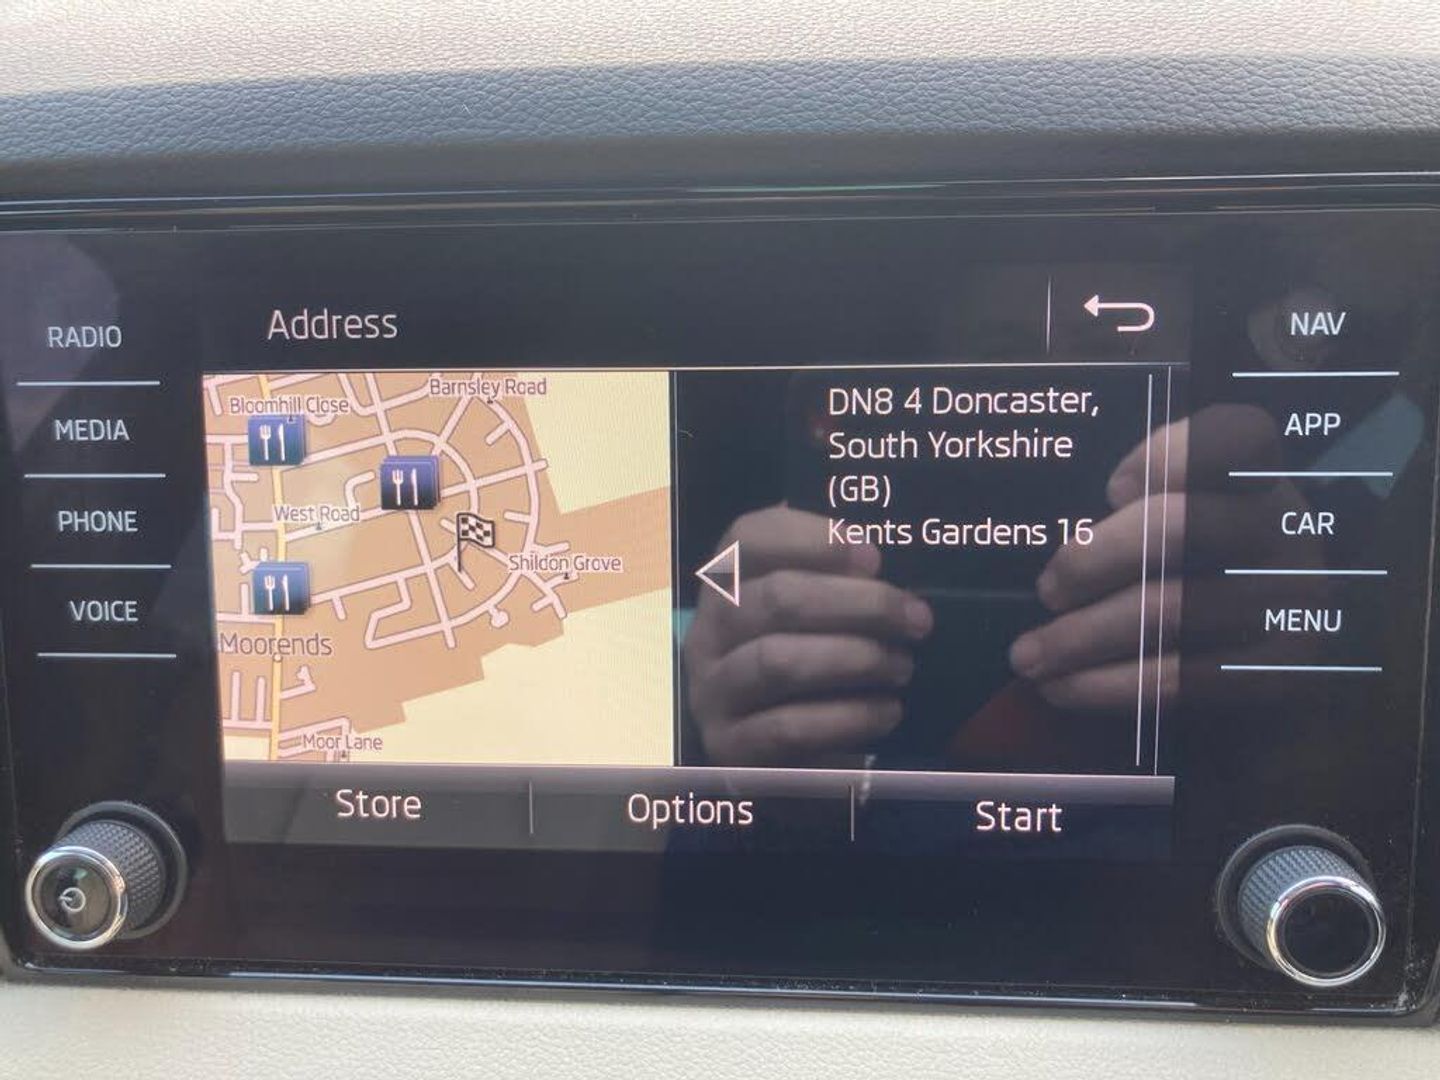 RADIO
MEDIA
PHONE
VOICE
Address
Barnsley Road
Bloomhill Close
West Road
Shildon Grove
Moorends
Moor Lane
DN8 4 Doncaster,
South Yorkshire
(GB)
Kents Gardens 16
Store
Options
Start
NAV
APP
CAR
MENU